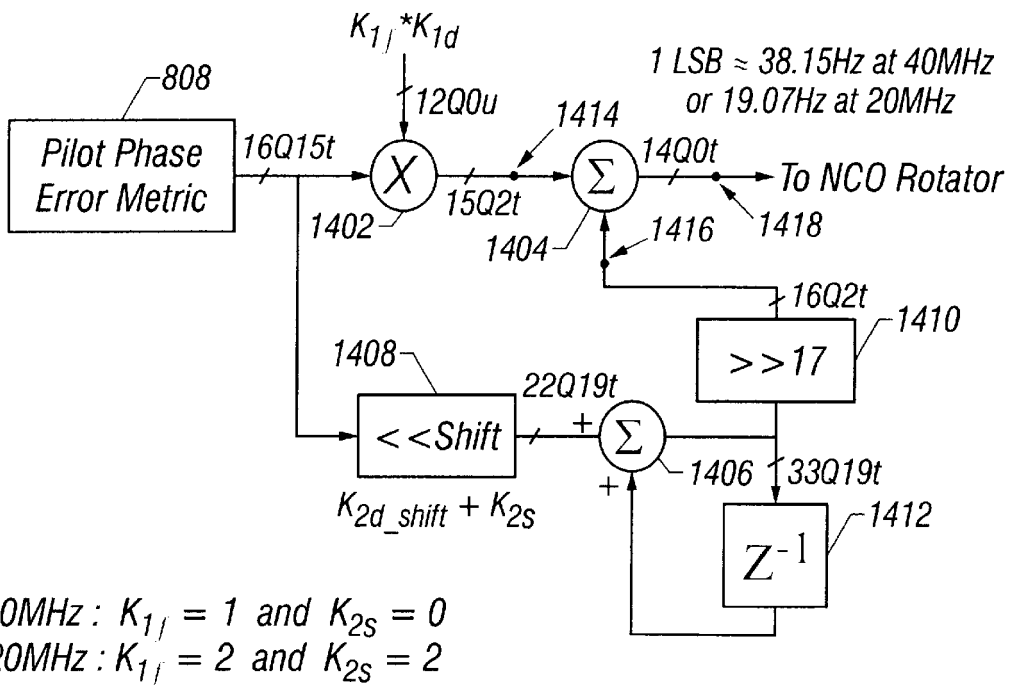 K1f *K1d
1 LSB ≈ 38.15Hz at 40MHz
or 19.07Hz at 20MHz
808
12Q0u
1414
Pilot Phase
Error Metric
16Q15t
X
1402
15Q2t
Σ
1404
14Q0t
To NCO Rotator
1418
1416
16Q2t
1410
>>17
1408
22Q19t
<<Shift
K2d_shift + K2s
+
Σ
+
1406
33Q19t
1412
Z-1
0MHz : K1f = 1 and K2s = 0
20MHz : K1f = 2 and K2s = 2